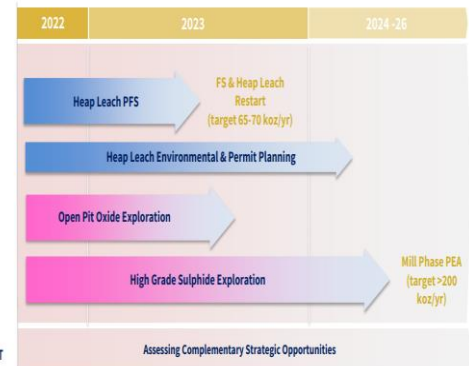 2022 2023 2024 -26
Heap Leach PFS
FS & Heap Leach
Restart
(target 65-70 koz/yr)
Heap Leach Environmental & Permit Planning
Open Pit Oxide Exploration
High Grade Sulphide Exploration
Mill Phase PEA
(target >200
koz/yr)
Assessing Complementary Strategic Opportunities